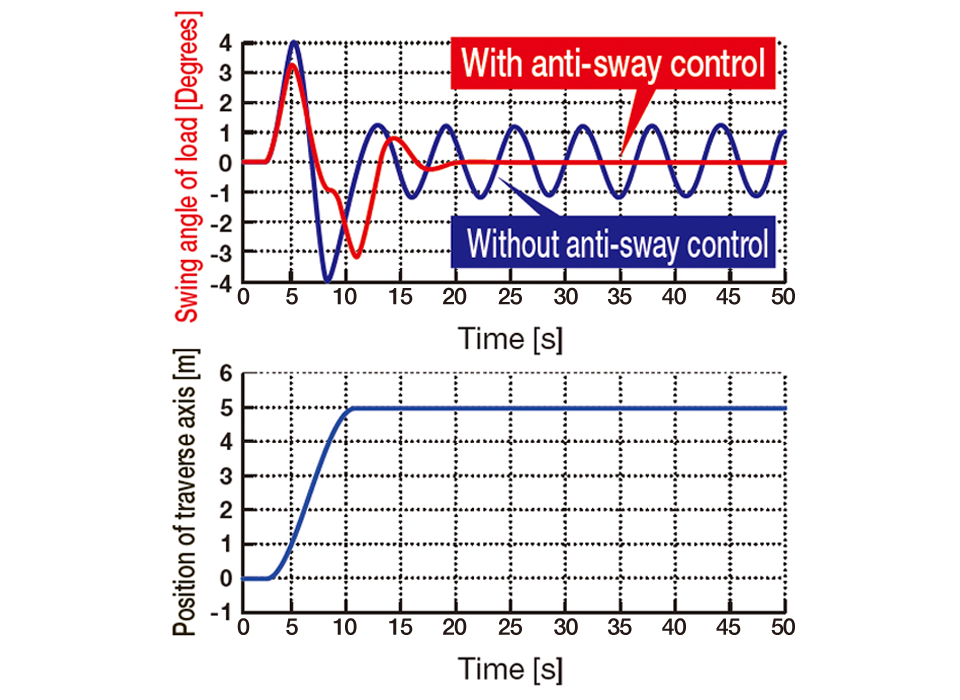 Swing angle of load [Degrees]
4
3
2
1
0
-1
-2
-3
-4
With anti-sway control
Without anti-sway control
0 5 10 15 20 25 30 35 40 45 50
Time [s]
Position of traverse axis [m]
6
5
4
3
2
1
0
-1
0 5 10 15 20 25 30 35 40 45 50
Time [s]